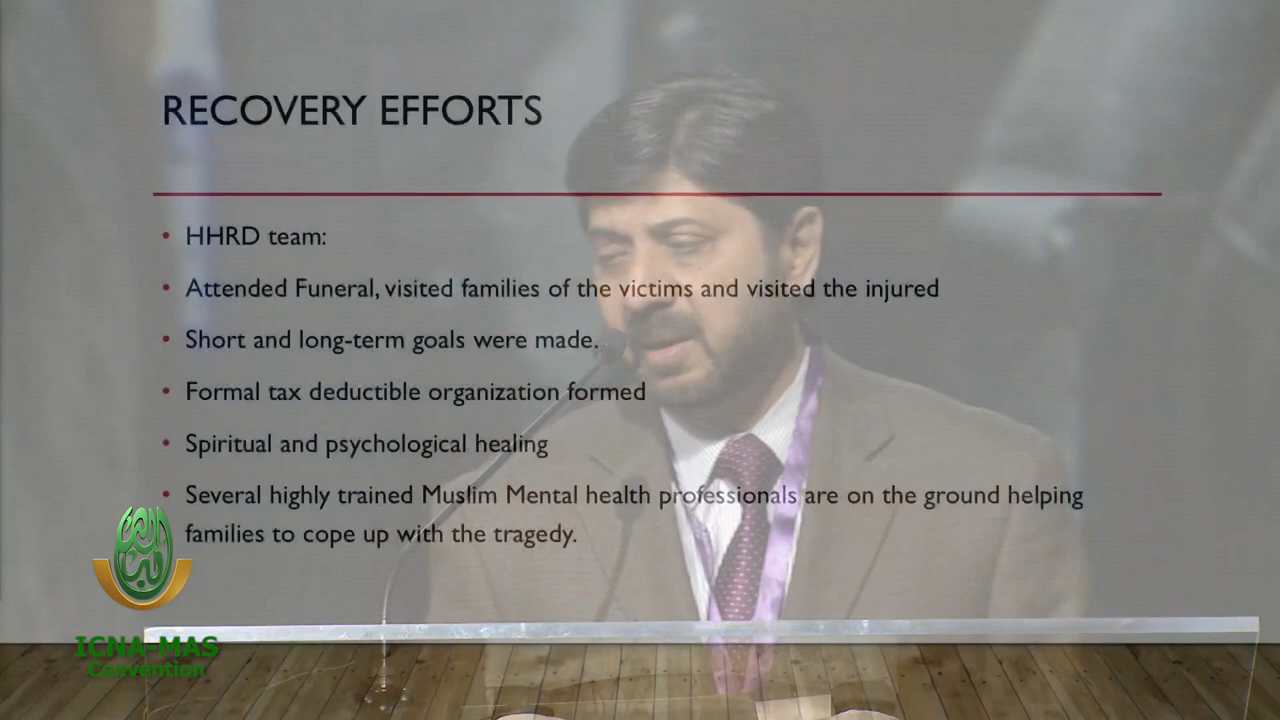 RECOVERY EFFORTS
• HHRD team:
• Attended Funeral, visited families of the victims and visited the injured
• Short and long-term goals were made.
• Formal tax deductible organization formed
• Spiritual and psychological healing
• Several highly trained Muslim Mental health professionals are on the ground helping
families to cope up with the tragedy.
ICNA-MAS
Convention